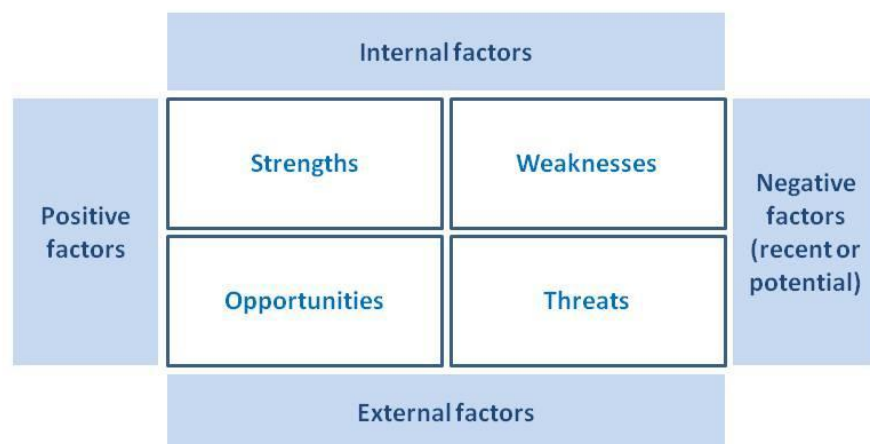 Internal factors
Strengths
Weaknesses
Positive
factors
Negative
factors
(recent or
potential)
Opportunities
Threats
External factors